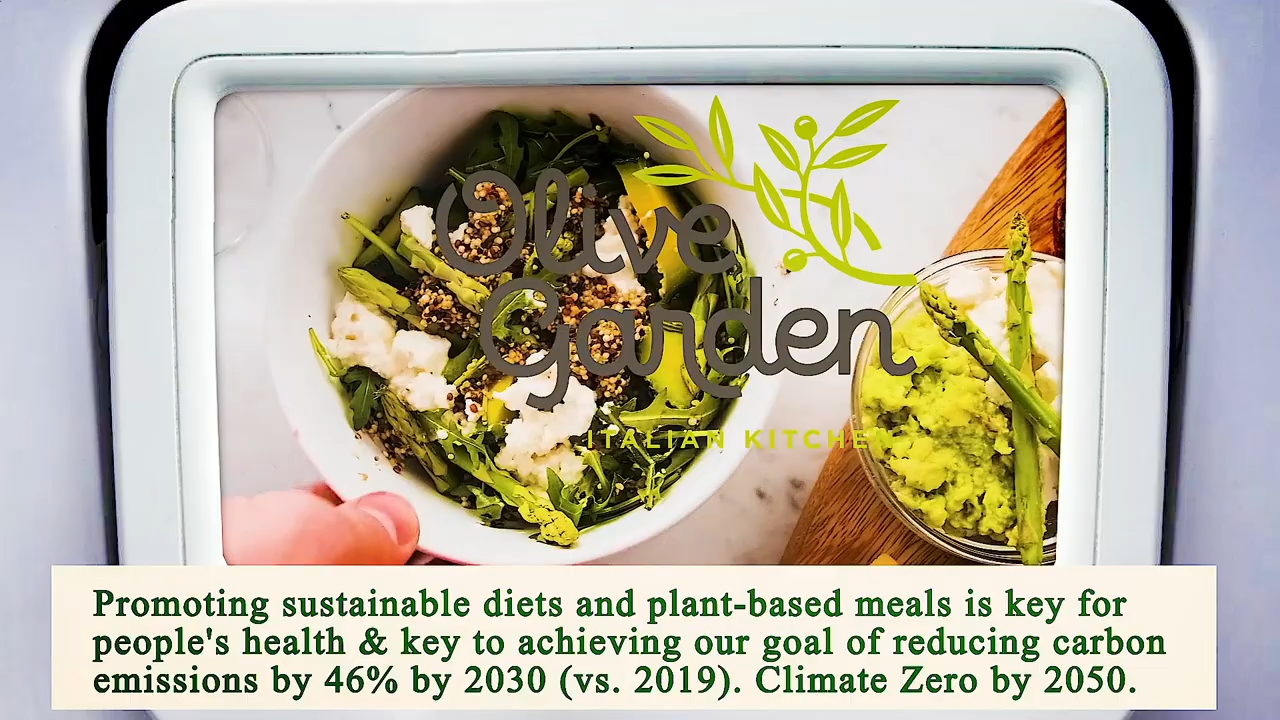 Olive
Garden
ITALIAN KITCHEN
Promoting sustainable diets and plant-based meals is key for
people's health & key to achieving our goal of reducing carbon
emissions by 46% by 2030 (vs. 2019). Climate Zero by 2050.